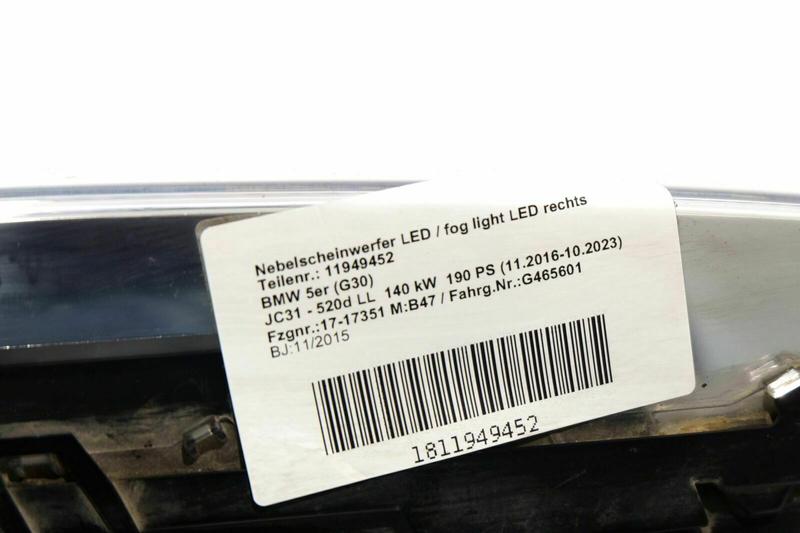 Nebelscheinwerfer LED / fog light LED rechts
Teilenr.: 11949452
BMW 5er (G30)
JC31 - 520d LL 140 kW 190 PS (11.2016-10.2023)
Fzgnr.:17-17351 M:B47 / Fahrg.Nr.:G465601
BJ:11/2015
1811949452